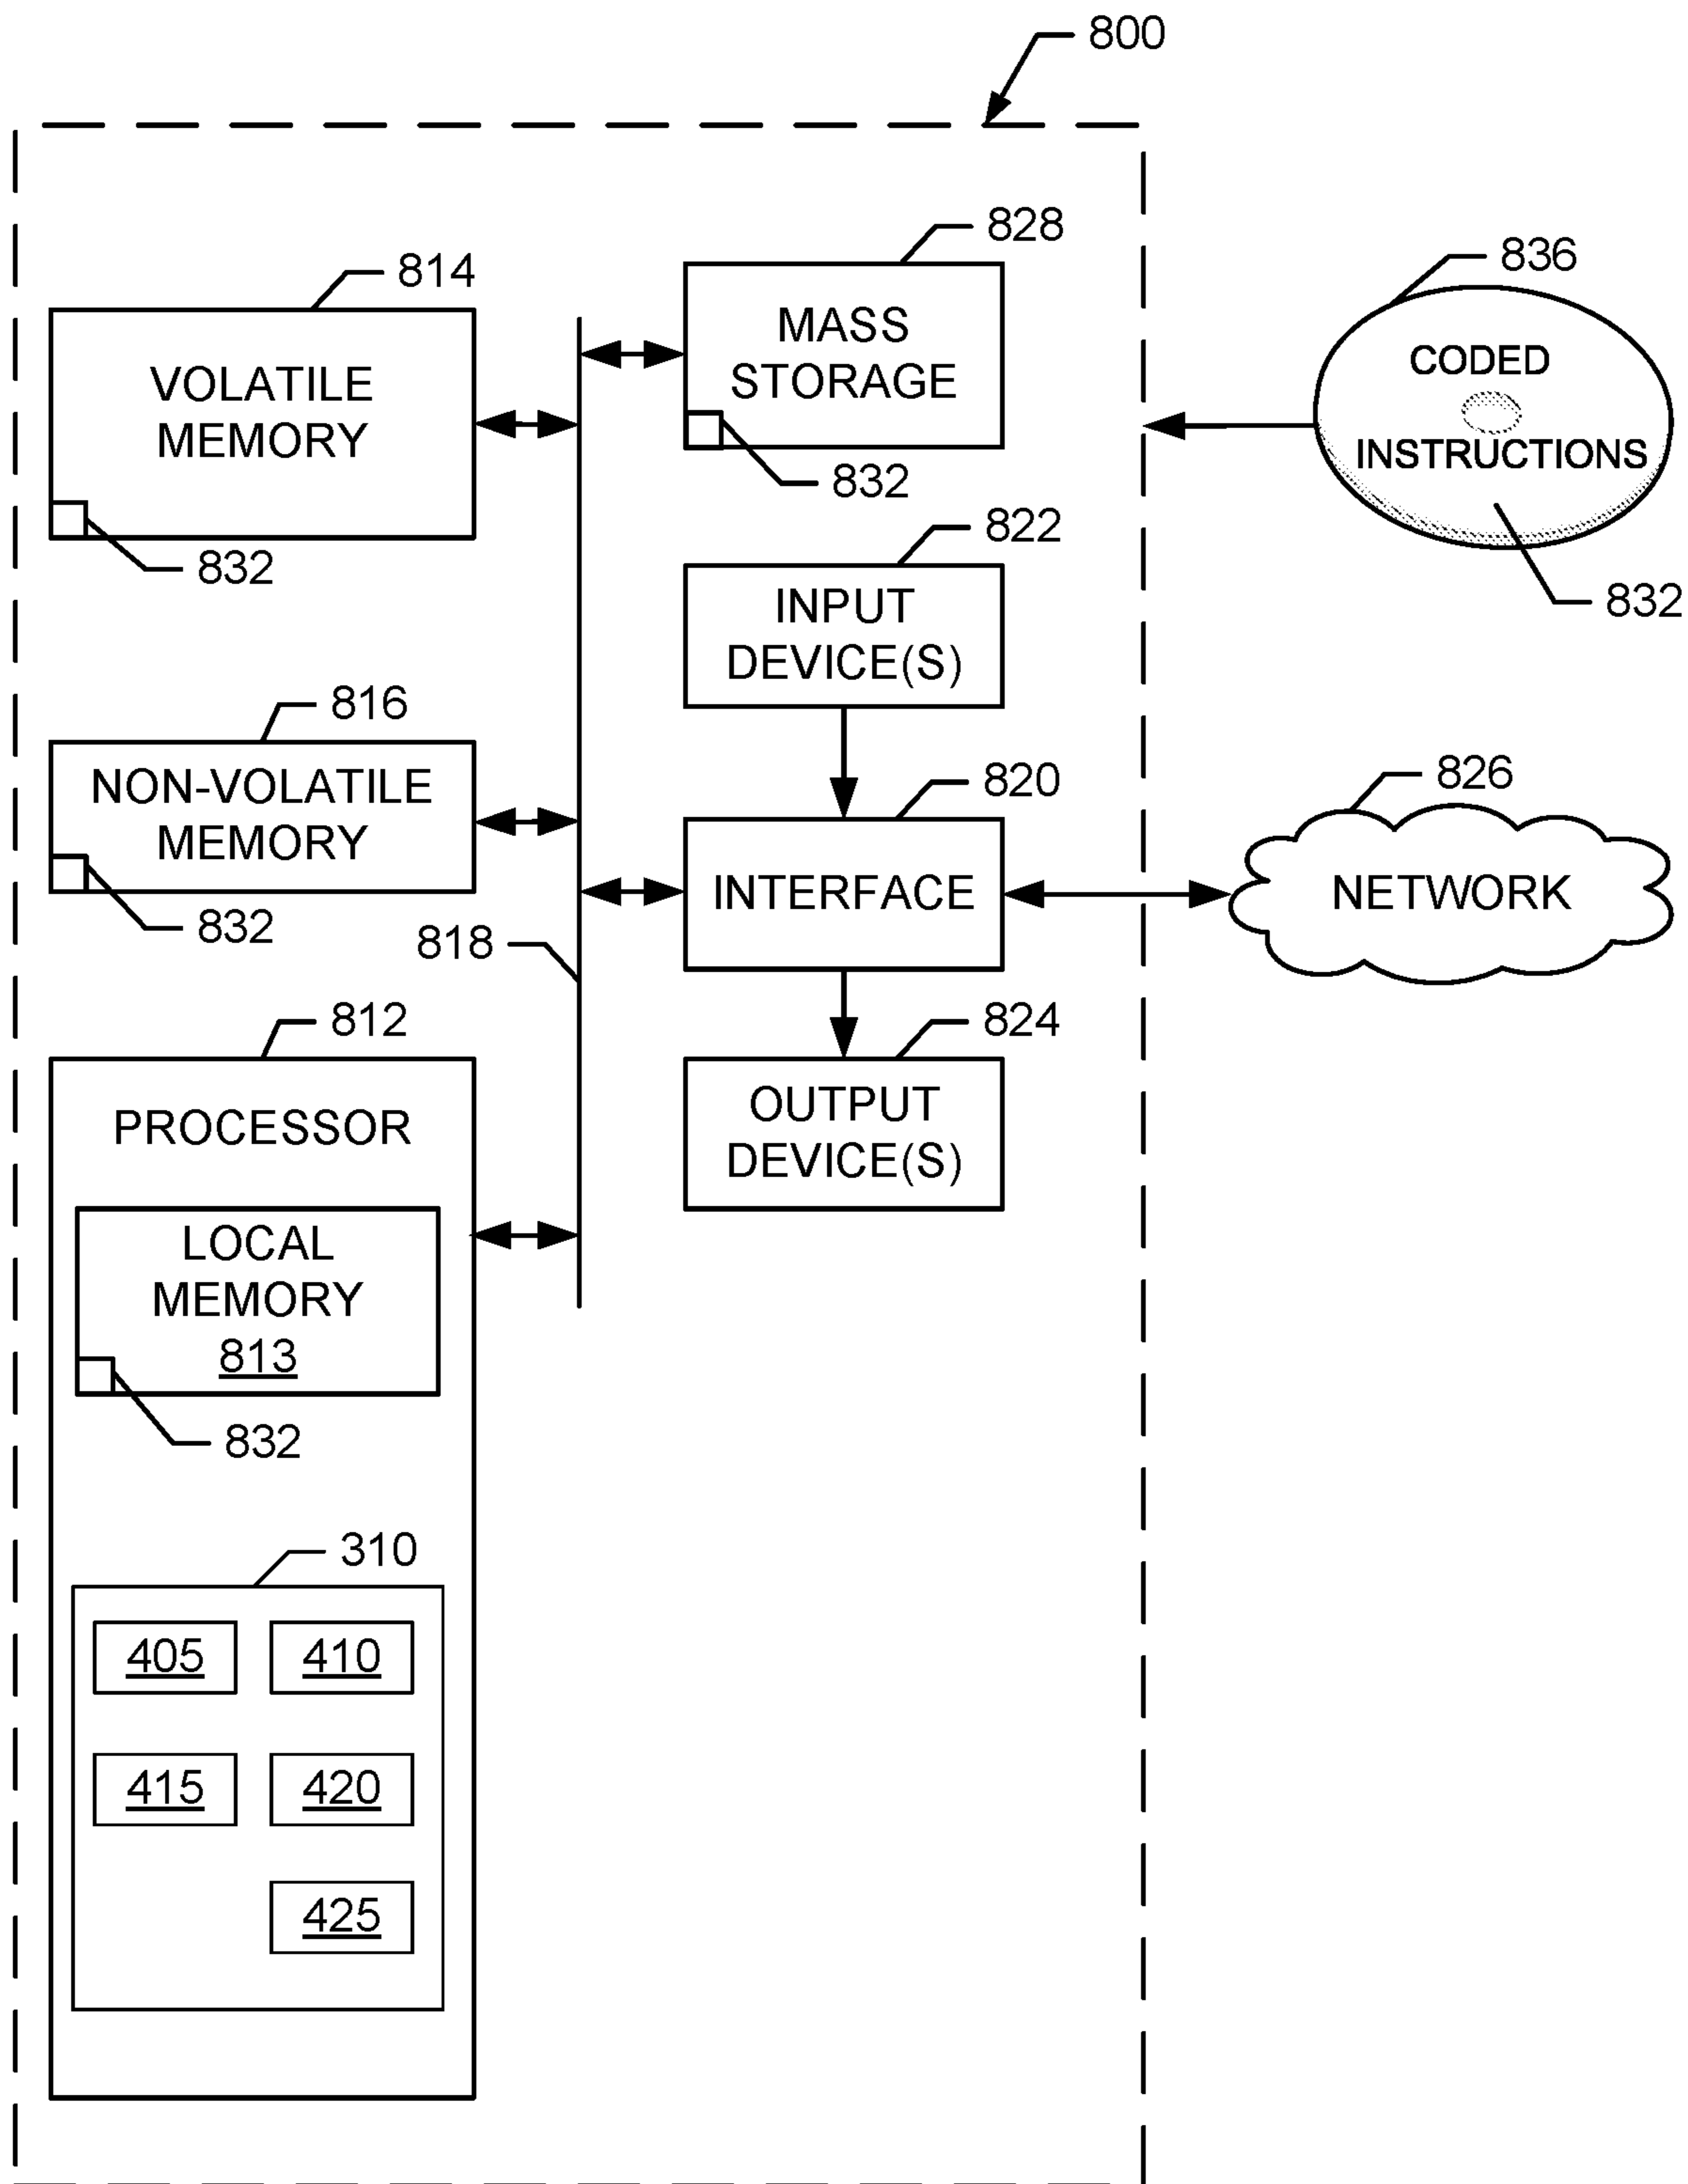 800
828
814
MASS
STORAGE
832
VOLATILE
MEMORY
832
836
CODED
INSTRUCTIONS
832
822
INPUT
DEVICE(S)
816
NON-VOLATILE
MEMORY
832
820
INTERFACE
826
NETWORK
818
812
PROCESSOR
824
OUTPUT
DEVICE(S)
LOCAL
MEMORY
813
832
310
405
410
415
420
425